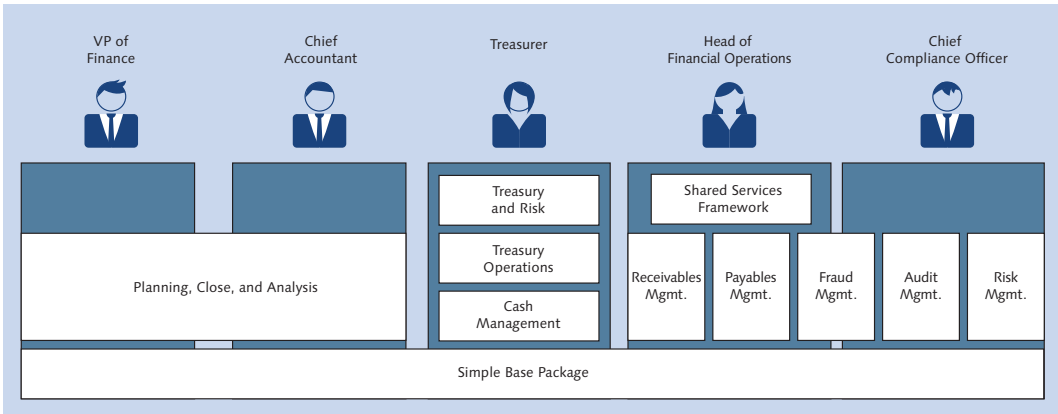 VP of
Finance
Chief
Accountant
Treasurer
Head of
Financial Operations
Chief
Compliance Officer
Treasury
and Risk
Shared Services
Framework
Planning, Close, and Analysis
Treasury
Operations
Cash
Management
Receivables
Mgmt.
Payables
Mgmt.
Fraud
Mgmt.
Audit
Mgmt.
Risk
Mgmt.
Simple Base Package